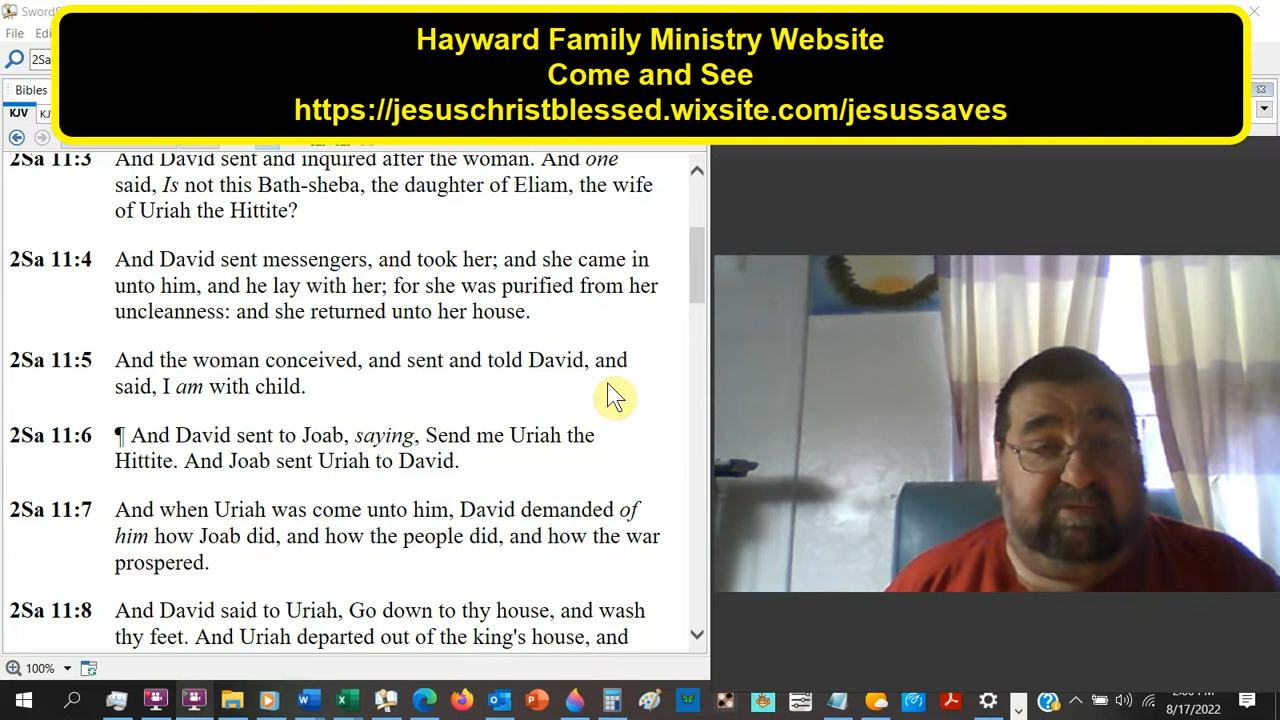 Hayward Family Ministry Website
Come and See
https://jesuschristblessed.wixsite.com/jesussaves
File
2Sa
Bibles
KJV
2Sa 11:3 And David sent and inquired after the woman. And one
said, Is not this Bath-sheba, the daughter of Eliam, the wife
of Uriah the Hittite?
2Sa 11:4 And David sent messengers, and took her; and she came in
unto him, and he lay with her; for she was purified from her
uncleanness: and she returned unto her house.
2Sa 11:5 And the woman conceived, and sent and told David, and
said, I am with child.
2Sa 11:6 ¶ And David sent to Joab, saying, Send me Uriah the
Hittite. And Joab sent Uriah to David.
2Sa 11:7 And when Uriah was come unto him, David demanded of
him how Joab did, and how the people did, and how the war
prospered.
2Sa 11:8 And David said to Uriah, Go down to thy house, and wash
thy feet. And Uriah departed out of the king's house, and
100%
8/17/2022